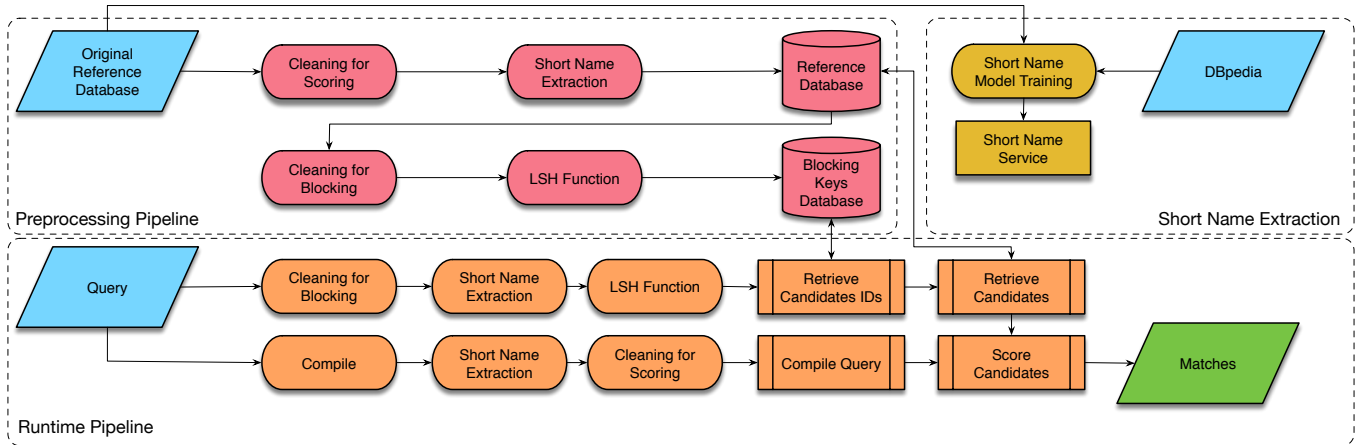 Original
Reference
Database
Cleaning for
Scoring
Short Name
Extraction
Reference
Database
Cleaning for
Blocking
LSH Function
Blocking
Keys
Database
Preprocessing Pipeline
Short Name
Model Training
DBpedia
Short Name
Service
Short Name Extraction
Query
Cleaning for
Blocking
Short Name
Extraction
LSH Function
Retrieve
Candidates IDs
Retrieve
Candidates
Compile
Short Name
Extraction
Cleaning for
Scoring
Compile Query
Score
Candidates
Matches
Runtime Pipeline